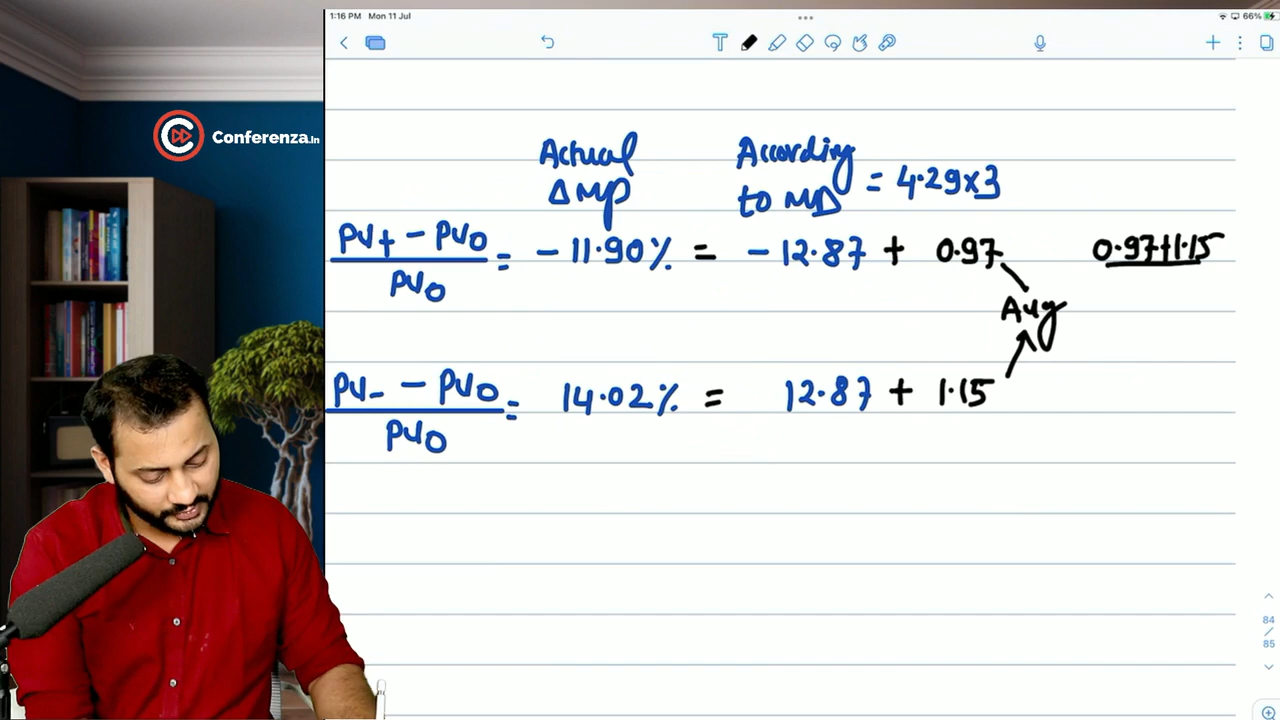 1:16 PM Mon 11 Jul
66%
Conferenza.in
Actual According
ΔMP to MD = 4.29x3
PV+ - PV0 / PV0 = - 11.90% = - 12.87 + 0.97 0.97+1.15
Avg
PV- - PV0 / PV0 = 14.02% = 12.87 + 1.15
84
/
85